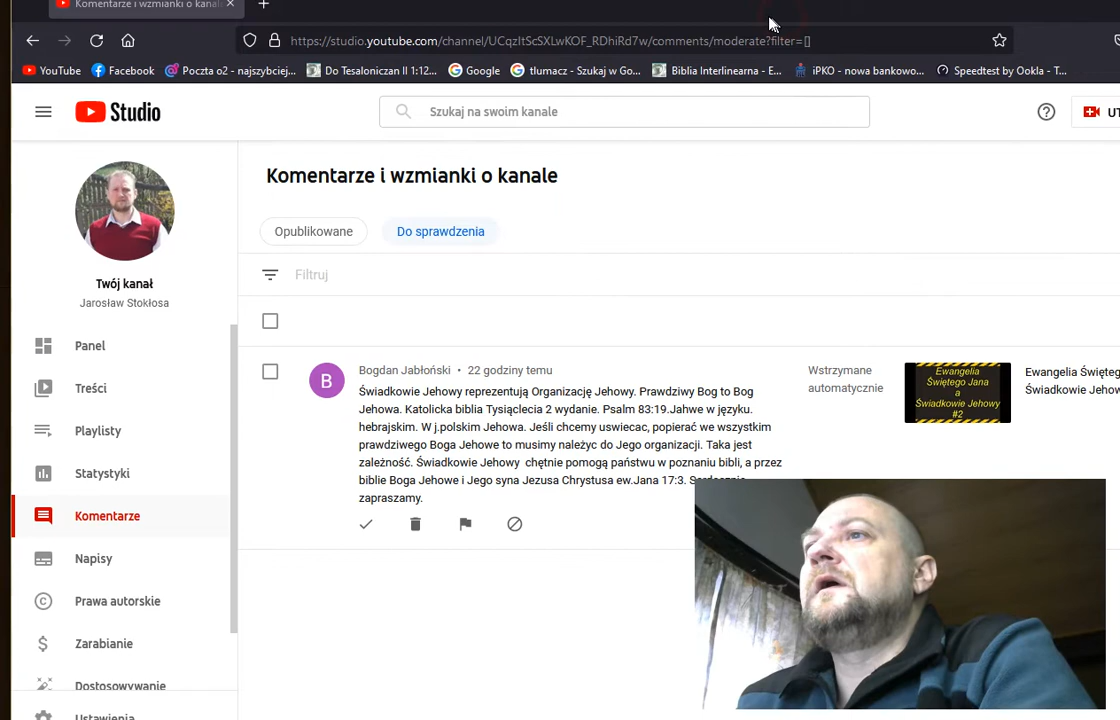 Komentarze i wzmianki o kanale
https://studio.youtube.com/channel/UCqzItScSXLwKOF_RDhiRd7w/comments/moderate?filter=[]
YouTube
Facebook
Poczta o2 - najszybciej...
Do Tesaloniczan II 1:12...
Google
tłumacz - Szukaj w Go...
Biblia Interlinearna - E...
iPKO - nowa bankowo...
Speedtest by Ookla - T...
Studio
Szukaj na swoim kanale
UT
Twój kanał
Jarosław Stokłosa
Panel
Treści
Playlisty
Statystyki
Komentarze
Napisy
Prawa autorskie
Zarabianie
Dostosowywanie
Ustawienia
Komentarze i wzmianki o kanale
Opublikowane
Do sprawdzenia
Filtruj
B
Bogdan Jabłoński • 22 godziny temu
Świadkowie Jehowy reprezentują Organizację Jehowy. Prawdziwy Bog to Bog
Jehowa. Katolicka biblia Tysiąclecia 2 wydanie. Psalm 83:19.Jahwe w języku.
hebrajskim. W j.polskim Jehowa. Jeśli chcemy uswiecac, popierać we wszystkim
prawdziwego Boga Jehowe to musimy należyc do Jego organizacji. Taka jest
zależność. Świadkowie Jehowy chętnie pomogą państwu w poznaniu bibli, a przez
biblie Boga Jehowe i Jego syna Jezusa Chrystusa ew.Jana 17:3. Serdecznie
zapraszamy.
Wstrzymane
automatycznie
Ewangelia
Świętego Jana
a
Świadkowie Jehowy
#2
Ewangelia Święteg
Świadkowie Jehow